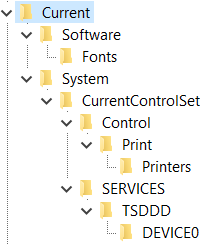 Current
Software
Fonts
System
CurrentControlSet
Control
Print
Printers
SERVICES
TSDDD
DEVICE0